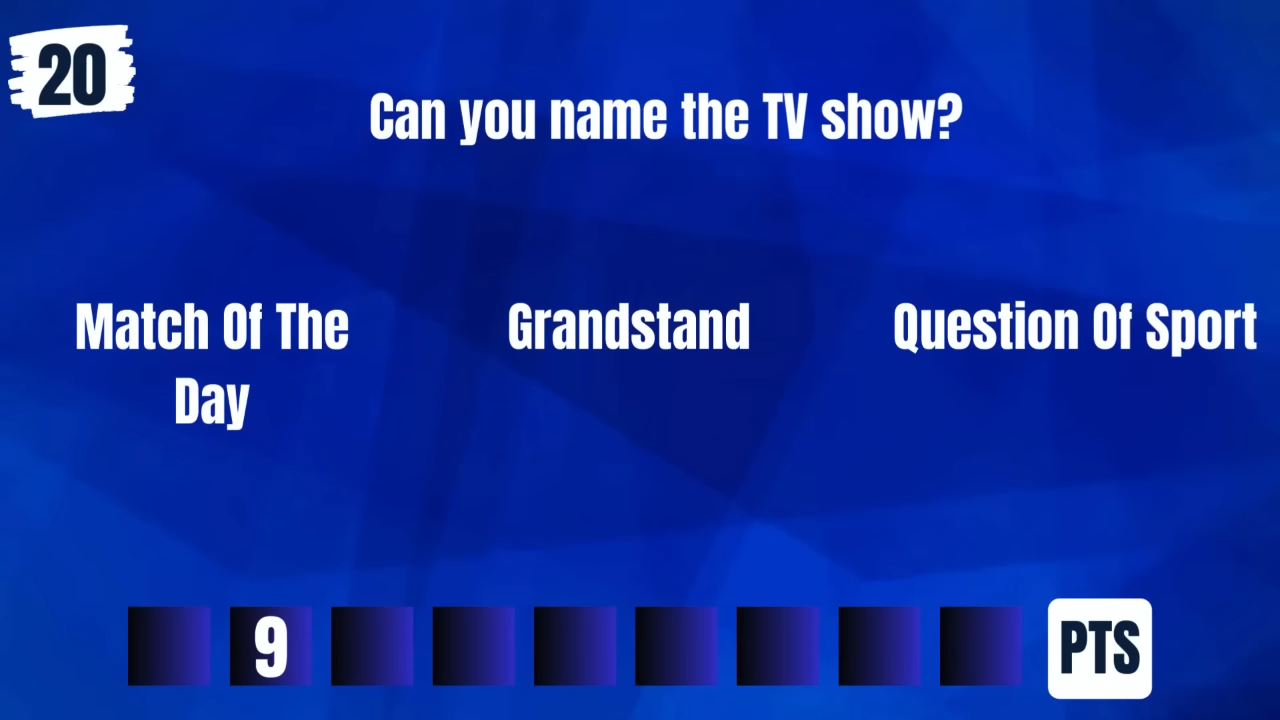 20
Can you name the TV show?
Match Of The
Day
Grandstand
Question Of Sport
9
PTS